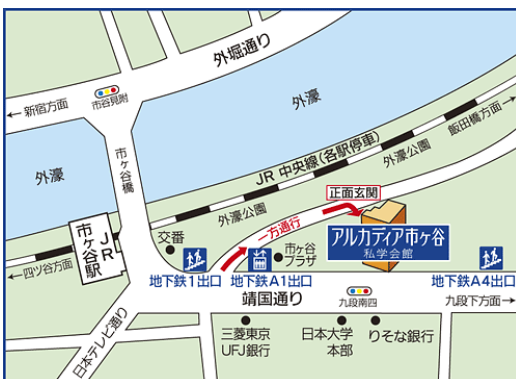 外堀通り
← 新宿方面
市谷見附
外濠
飯田橋方面 →
市ケ谷橋
JR 中央線(各駅停車)
外濠公園
外濠
正面玄関
外濠公園
一方通行
アルカディア市ヶ谷
私学会館
JR
市ヶ谷駅
交番
市ヶ谷
プラザ
← 四ツ谷方面
地下鉄1出口
地下鉄A1出口
地下鉄A4出口
靖国通り
九段南四
九段下方面 →
日本テレビ通り
三菱東京
UFJ銀行
日本大学
本部
りそな銀行